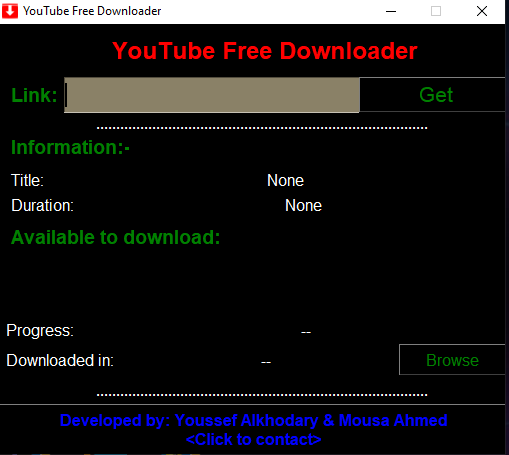 YouTube Free Downloader
YouTube Free Downloader
Link: Get
................................................................................
Information:-
Title: None
Duration: None
Available to download:
Progress: --
Downloaded in: -- Browse
................................................................................
Developed by: Youssef Alkhodary & Mousa Ahmed
<Click to contact>